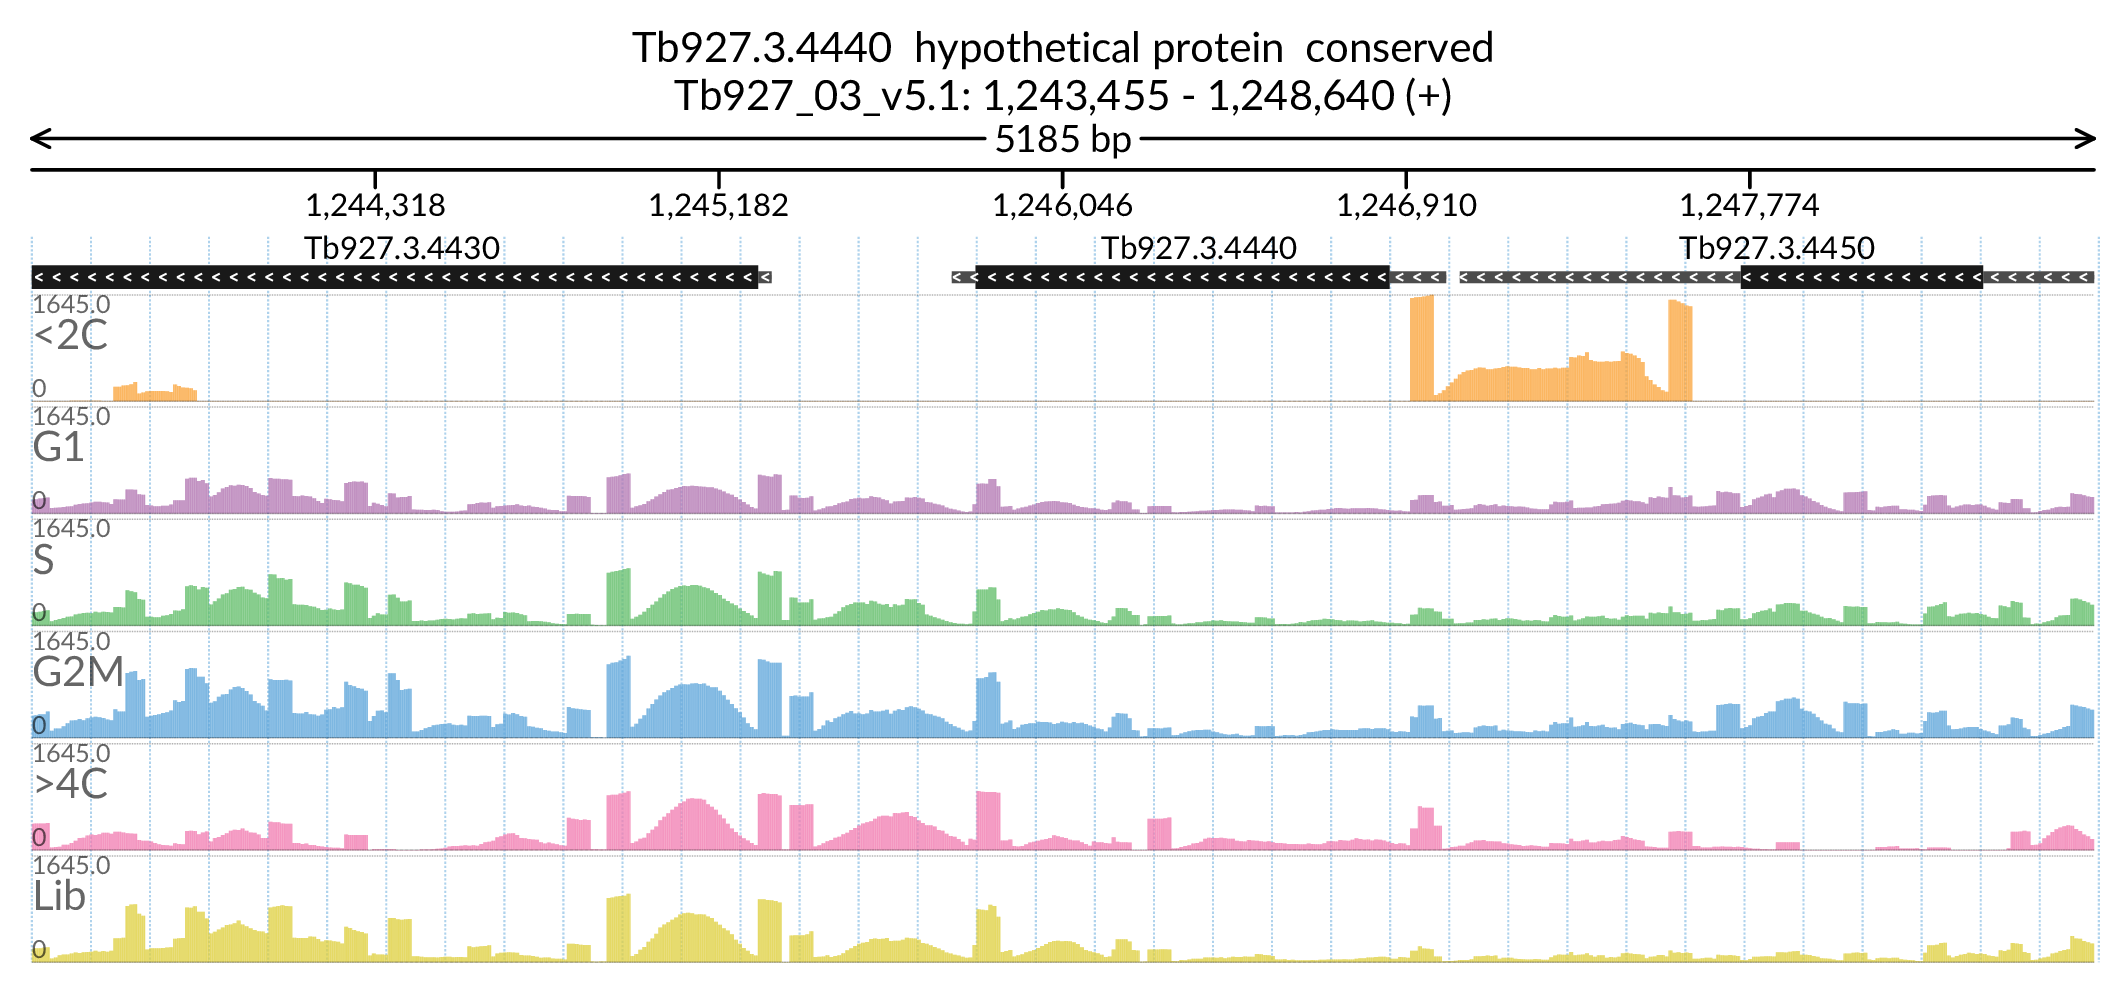 Tb927.3.4440 hypothetical protein conserved
Tb927_03_v5.1: 1,243,455 - 1,248,640 (+)
5185 bp
1,244,318 1,245,182 1,246,046 1,246,910 1,247,774
Tb927.3.4430 Tb927.3.4440 Tb927.3.4450
1645.0
<2C
0
1645.0
G1
0
1645.0
S
0
1645.0
G2M
0
1645.0
>4C
0
1645.0
Lib
0